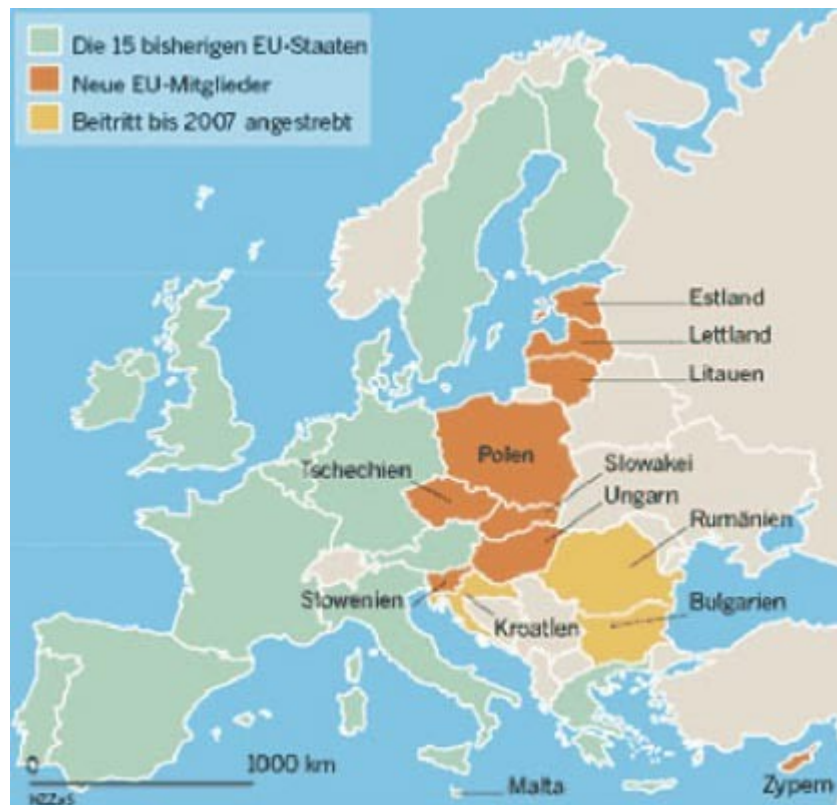 Die 15 bisherigen EU-Staaten
Neue EU-Mitglieder
Beitritt bis 2007 angestrebt
Estland
Lettland
Litauen
Polen
Tschechien
Slowakei
Ungarn
Rumänien
Slowenien
Kroatien
Bulgarien
0 1000 km
Malta
Zypern
NZZaS